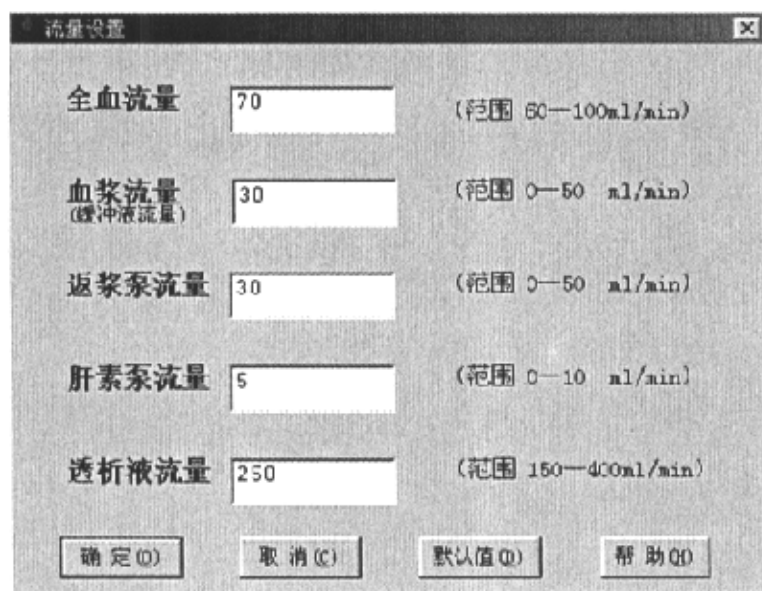 流量设置
全血流量 70 (范围 60—100ml/min)
血浆流量 30 (范围 0—50 ml/min)
(缓冲液流量)
返浆泵流量 30 (范围 0—50 ml/min)
肝素泵流量 5 (范围 0—10 ml/min)
透析液流量 250 (范围 150—400ml/min)
确定(O) 取消(C) 默认值(D) 帮助(H)